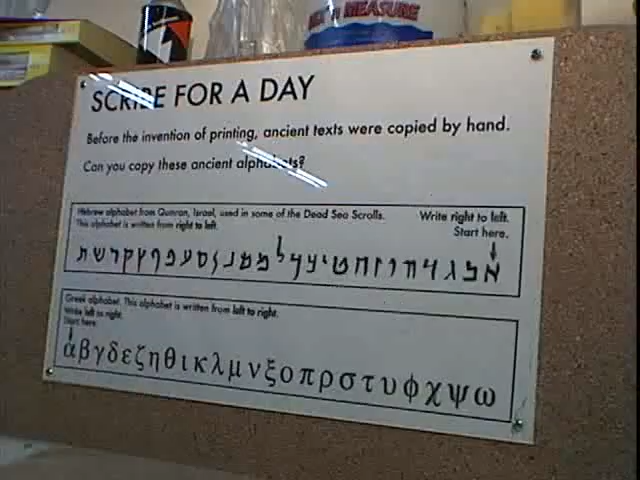 MEASURE
SCRIBE FOR A DAY
Before the invention of printing, ancient texts were copied by hand.
Can you copy these ancient alphabets?
Hebrew alphabet from Qumran, Israel, used in some of the Dead Sea Scrolls.
This alphabet is written from right to left.
Write right to left.
Start here.
אבגדהוזחטיכךלמםנןסעפףצץקרשת
Greek alphabet. This alphabet is written from left to right.
Write left to right.
Start here.
αβγδεζηθικλμνξοπρστυφχψω